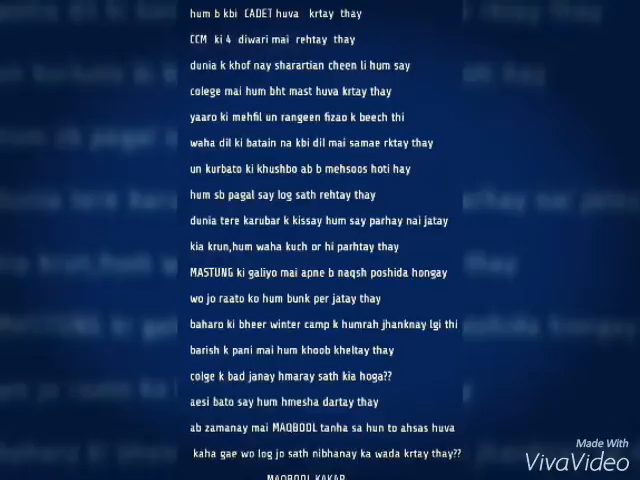 hum b kbi CADET huva krtay thay
CCM ki 4 diwari mai rehtay thay
dunia k khof nay sharartian cheen li hum say
colege mai hum bht mast huva krtay thay
yaaro ki mehfil un rangeen fizao k beech thi
waha dil ki batain na kbi dil mai samae rktay thay
un kurbato ki khushbo ab b mehsoos hoti hay
hum sb pagal say log sath rehtay thay
dunia tere karubar k kissay hum say parhay nai jatay
kia krun,hum waha kuch or hi parhtay thay
MASTUNG ki galiyo mai apne b naqsh poshida hongay
wo jo raato ko hum bunk per jatay thay
baharo ki bheer winter camp k humrah jhanknay lgi thi
barish k pani mai hum khoob kheltay thay
colge k bad janay hmaray sath kia hoga??
aesi bato say hum hmesha dartay thay
ab zamanay mai MAQBOOL tanha sa hun to ahsas huva
kaha gae wo log jo sath nibhanay ka wada krtay thay??
MAQBOOL KAKAR
Made With
VivaVideo